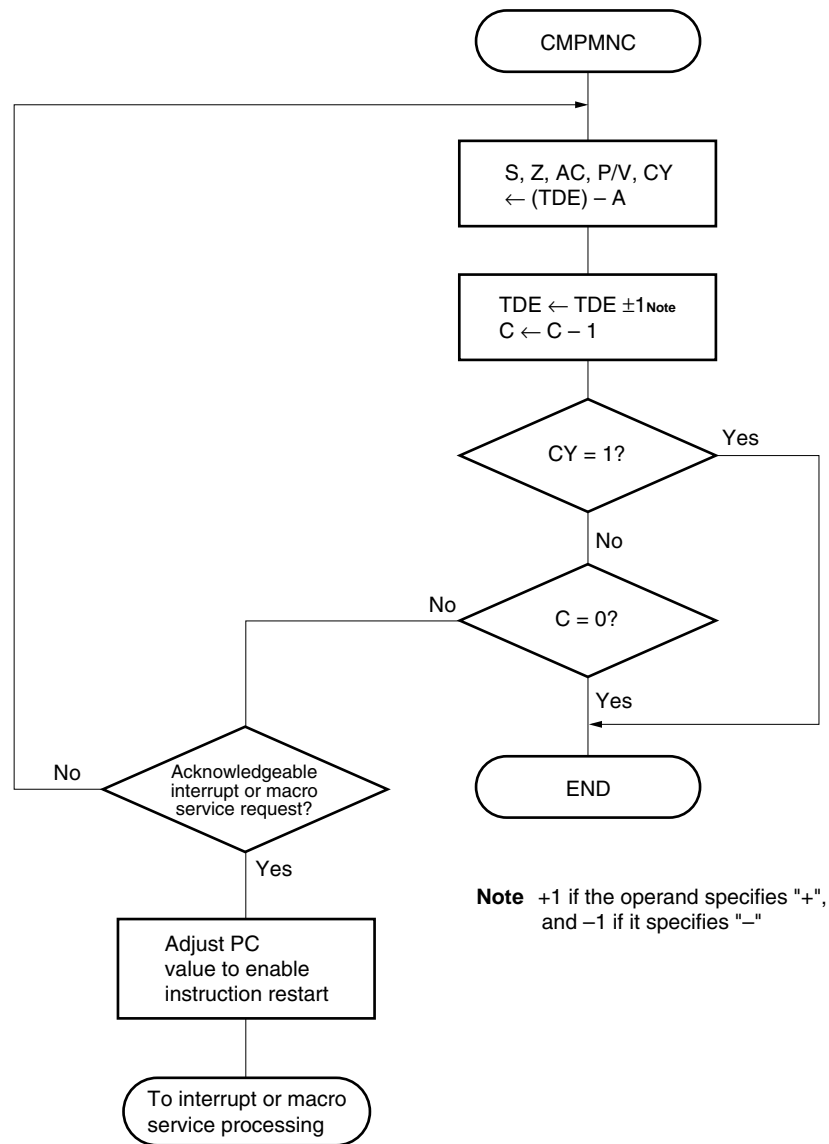 CMPMNC
S, Z, AC, P/V, CY
← (TDE) – A
TDE ← TDE ±1Note
C ← C – 1
CY = 1?
Yes
No
C = 0?
No
Yes
END
Acknowledgeable
interrupt or macro
service request?
No
Yes
Adjust PC
value to enable
instruction restart
To interrupt or macro
service processing
Note +1 if the operand specifies "+",
and –1 if it specifies "–"